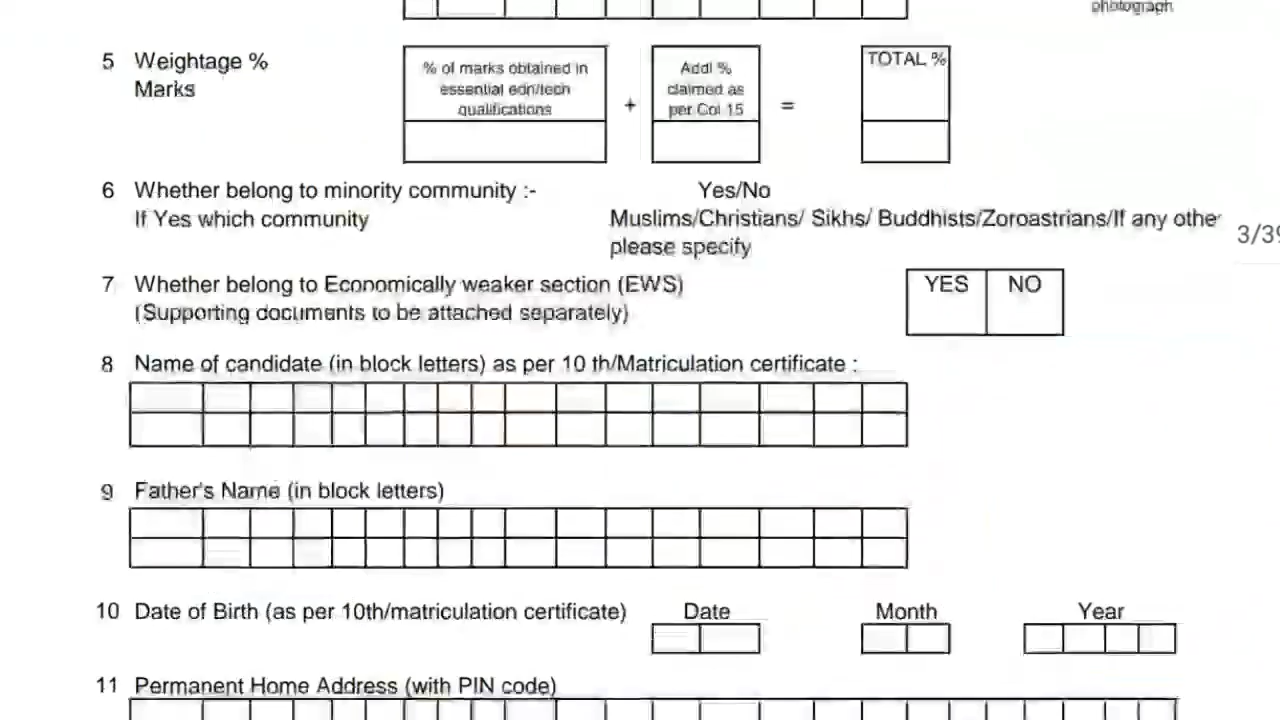 photograph
5 Weightage %
Marks
% of marks obtained in
essential edn/tech
qualifications
+
Addl %
claimed as
per Col 15
=
TOTAL %
6 Whether belong to minority community :- Yes/No
If Yes which community Muslims/Christians/ Sikhs/ Buddhists/Zoroastrians/If any othe
please specify
3/39
7 Whether belong to Economically weaker section (EWS) YES NO
(Supporting documents to be attached separately)
8 Name of candidate (in block letters) as per 10 th/Matriculation certificate :
9 Father's Name (in block letters)
10 Date of Birth (as per 10th/matriculation certificate) Date Month Year
11 Permanent Home Address (with PIN code)